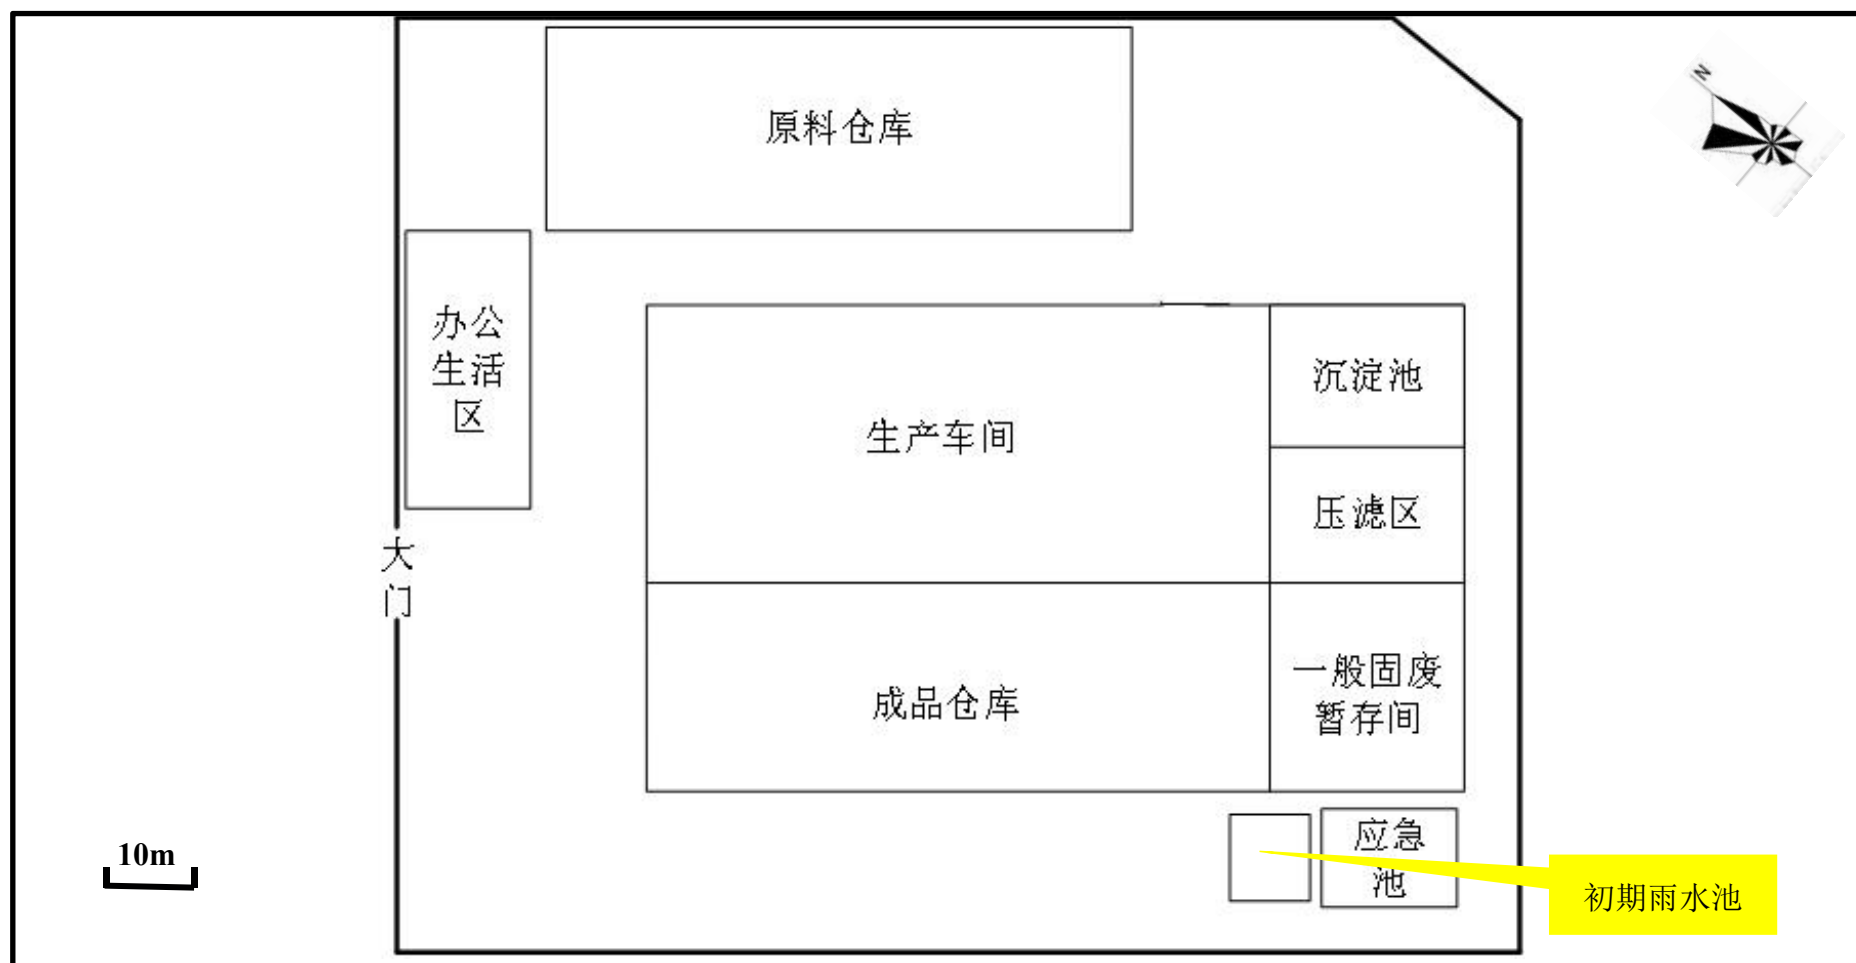 N
原料仓库
办公
生活
区
沉淀池
生产车间
压滤区
大
门
一般固废
暂存间
成品仓库
10m
应急
池
初期雨水池